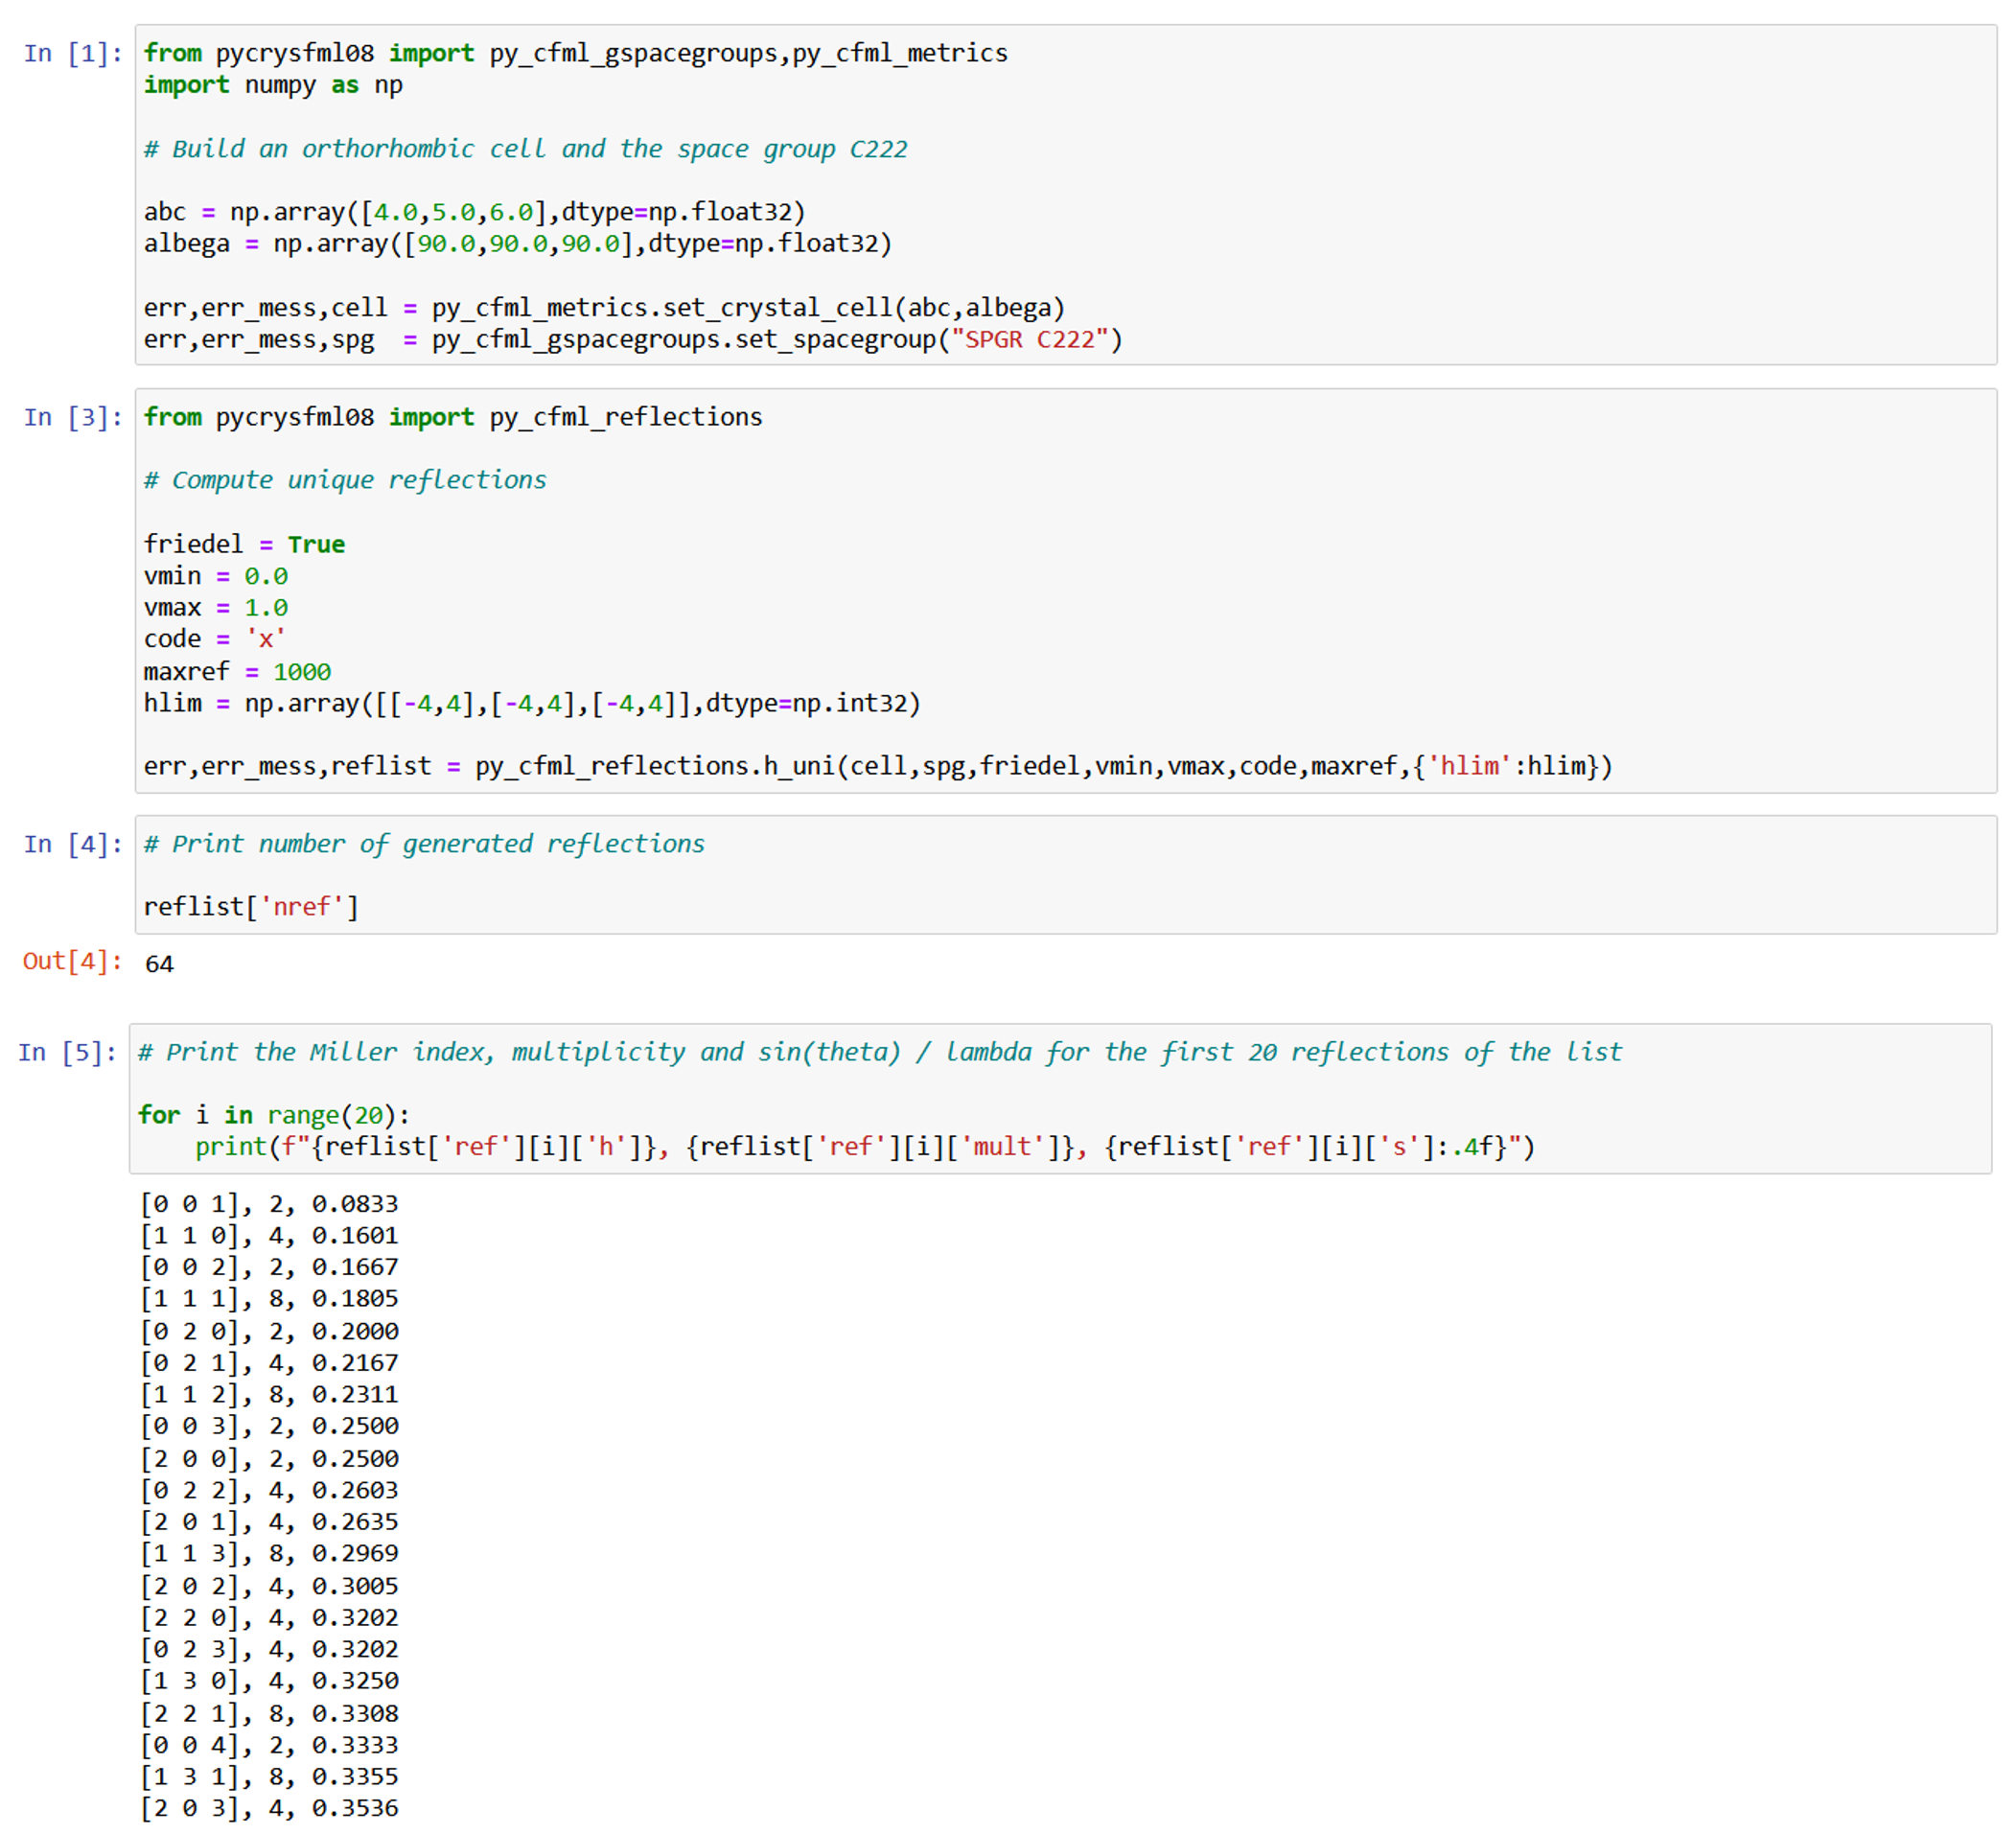 In [1]: from pycrysfml08 import py_cfml_gspacegroups,py_cfml_metrics
import numpy as np
# Build an orthorhombic cell and the space group C222
abc = np.array([4.0,5.0,6.0],dtype=np.float32)
albega = np.array([90.0,90.0,90.0],dtype=np.float32)
err,err_mess,cell = py_cfml_metrics.set_crystal_cell(abc,albega)
err,err_mess,spg  = py_cfml_gspacegroups.set_spacegroup("SPGR C222")
In [3]: from pycrysfml08 import py_cfml_reflections
# Compute unique reflections
friedel = True
vmin = 0.0
vmax = 1.0
code = 'x'
maxref = 1000
hlim = np.array([[-4,4],[-4,4],[-4,4]],dtype=np.int32)
err,err_mess,reflist = py_cfml_reflections.h_uni(cell,spg,friedel,vmin,vmax,code,maxref,{'hlim':hlim})
In [4]: # Print number of generated reflections
reflist['nref']
Out[4]: 64
In [5]: # Print the Miller index, multiplicity and sin(theta) / lambda for the first 20 reflections of the list
for i in range(20):
    print(f"{reflist['ref'][i]['h']}, {reflist['ref'][i]['mult']}, {reflist['ref'][i]['s']:.4f}")
[0 0 1], 2, 0.0833
[1 1 0], 4, 0.1601
[0 0 2], 2, 0.1667
[1 1 1], 8, 0.1805
[0 2 0], 2, 0.2000
[0 2 1], 4, 0.2167
[1 1 2], 8, 0.2311
[0 0 3], 2, 0.2500
[2 0 0], 2, 0.2500
[0 2 2], 4, 0.2603
[2 0 1], 4, 0.2635
[1 1 3], 8, 0.2969
[2 0 2], 4, 0.3005
[2 2 0], 4, 0.3202
[0 2 3], 4, 0.3202
[1 3 0], 4, 0.3250
[2 2 1], 8, 0.3308
[0 0 4], 2, 0.3333
[1 3 1], 8, 0.3355
[2 0 3], 4, 0.3536